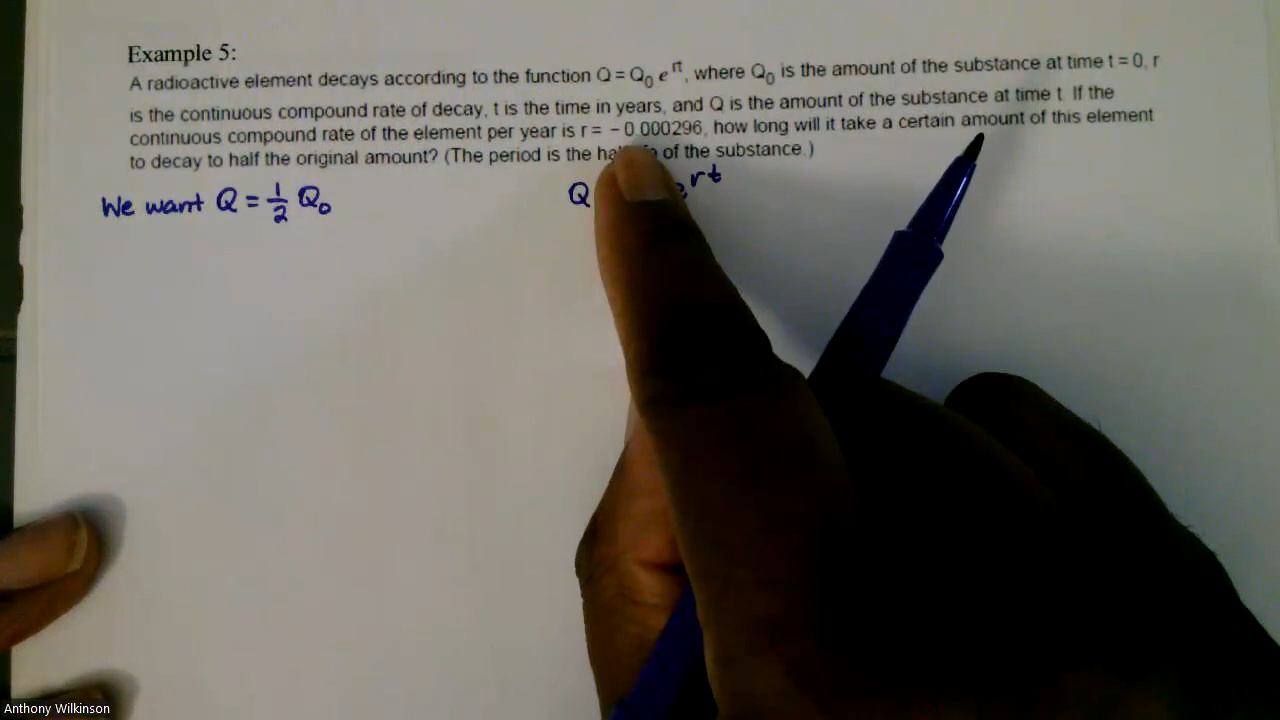 Example 5:
A radioactive element decays according to the function Q = Q₀ e^rt, where Q₀ is the amount of the substance at time t = 0, r
is the continuous compound rate of decay, t is the time in years, and Q is the amount of the substance at time t. If the
continuous compound rate of the element per year is r = − 0.000296, how long will it take a certain amount of this element
to decay to half the original amount? (The period is the of the substance.)
We want Q = 1/2 Q₀ Q e^rt
Anthony Wilkinson